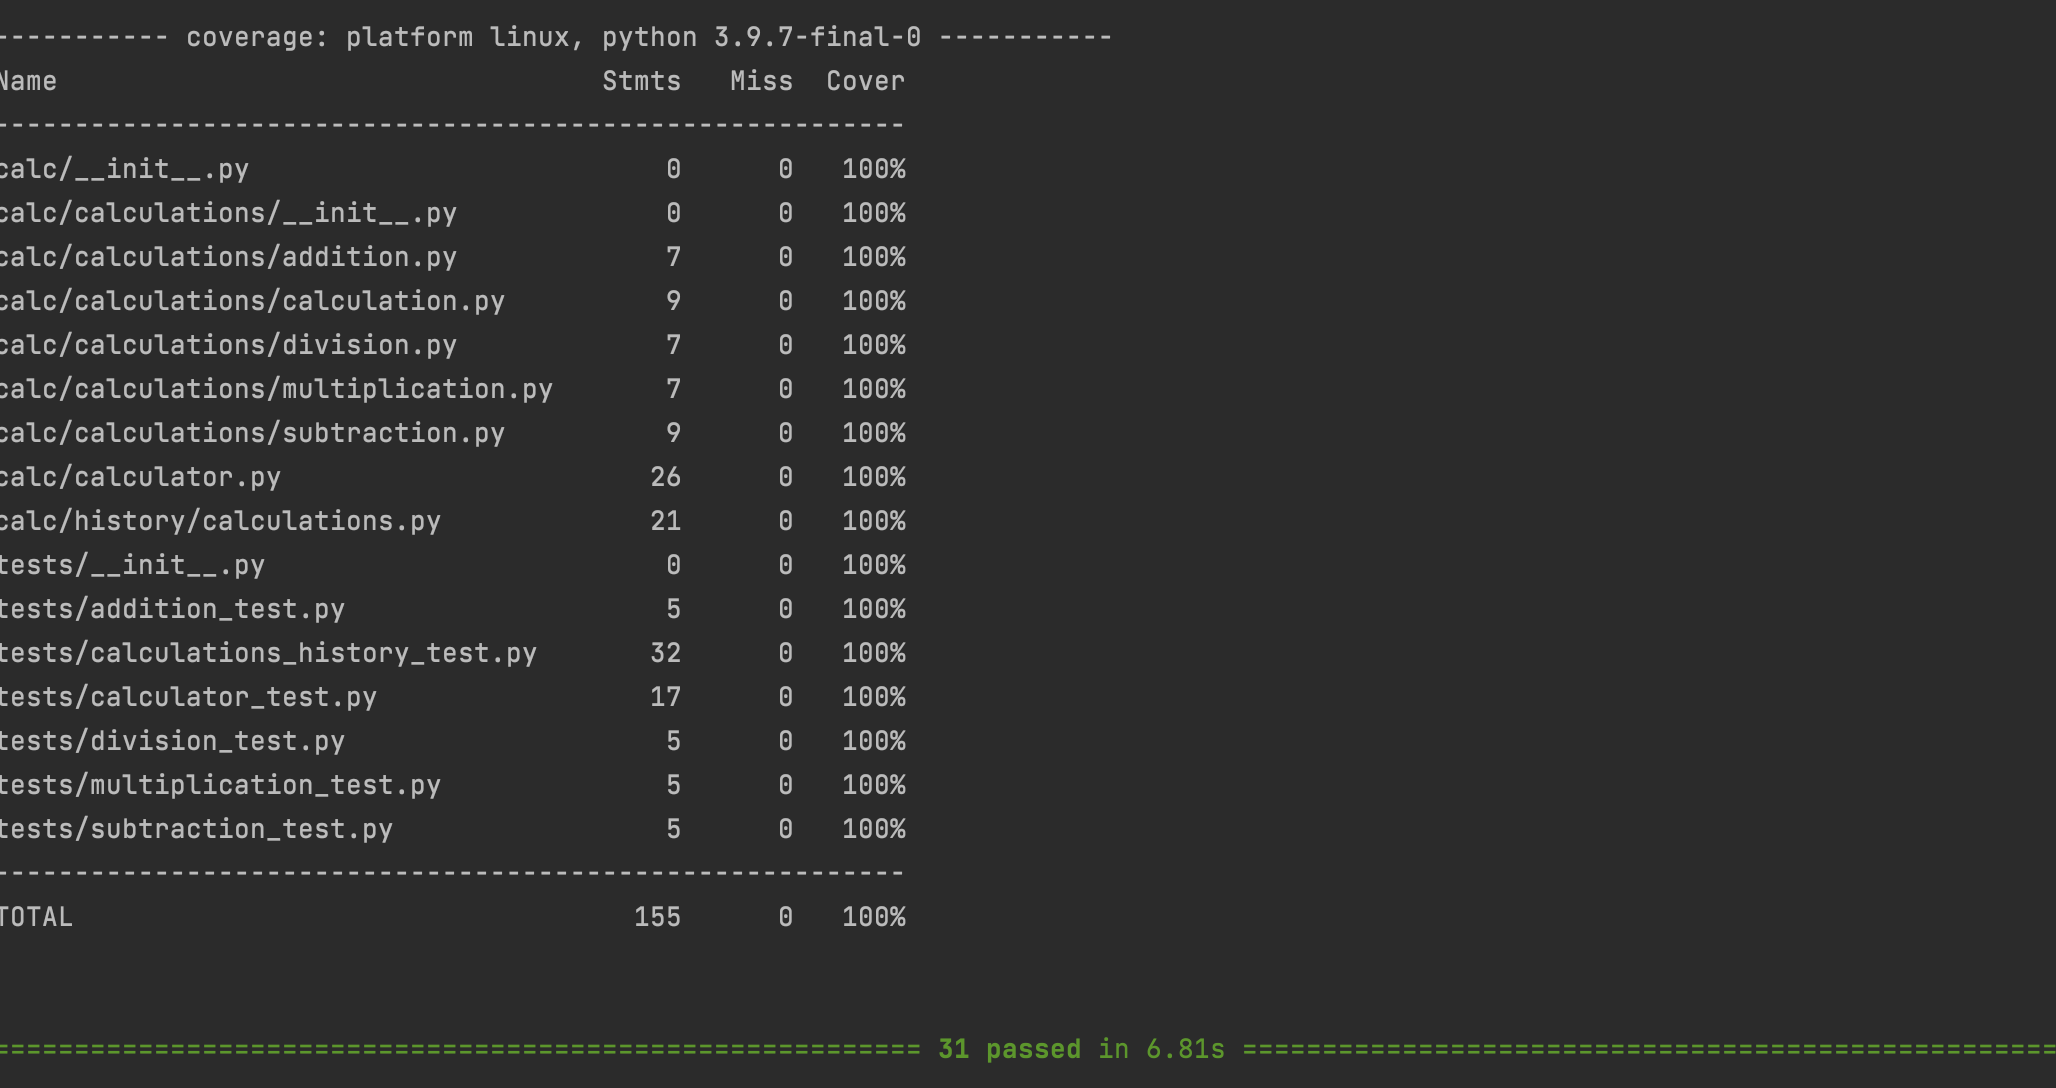 ----------- coverage: platform linux, python 3.9.7-final-0 -----------
Name                                  Stmts   Miss  Cover
---------------------------------------------------------
calc/__init__.py                          0      0   100%
calc/calculations/__init__.py             0      0   100%
calc/calculations/addition.py             7      0   100%
calc/calculations/calculation.py          9      0   100%
calc/calculations/division.py             7      0   100%
calc/calculations/multiplication.py       7      0   100%
calc/calculations/subtraction.py          9      0   100%
calc/calculator.py                       26      0   100%
calc/history/calculations.py             21      0   100%
tests/__init__.py                         0      0   100%
tests/addition_test.py                    5      0   100%
tests/calculations_history_test.py       32      0   100%
tests/calculator_test.py                 17      0   100%
tests/division_test.py                    5      0   100%
tests/multiplication_test.py              5      0   100%
tests/subtraction_test.py                 5      0   100%
---------------------------------------------------------
TOTAL                                   155      0   100%
========================================================== 31 passed in 6.81s ===================================================